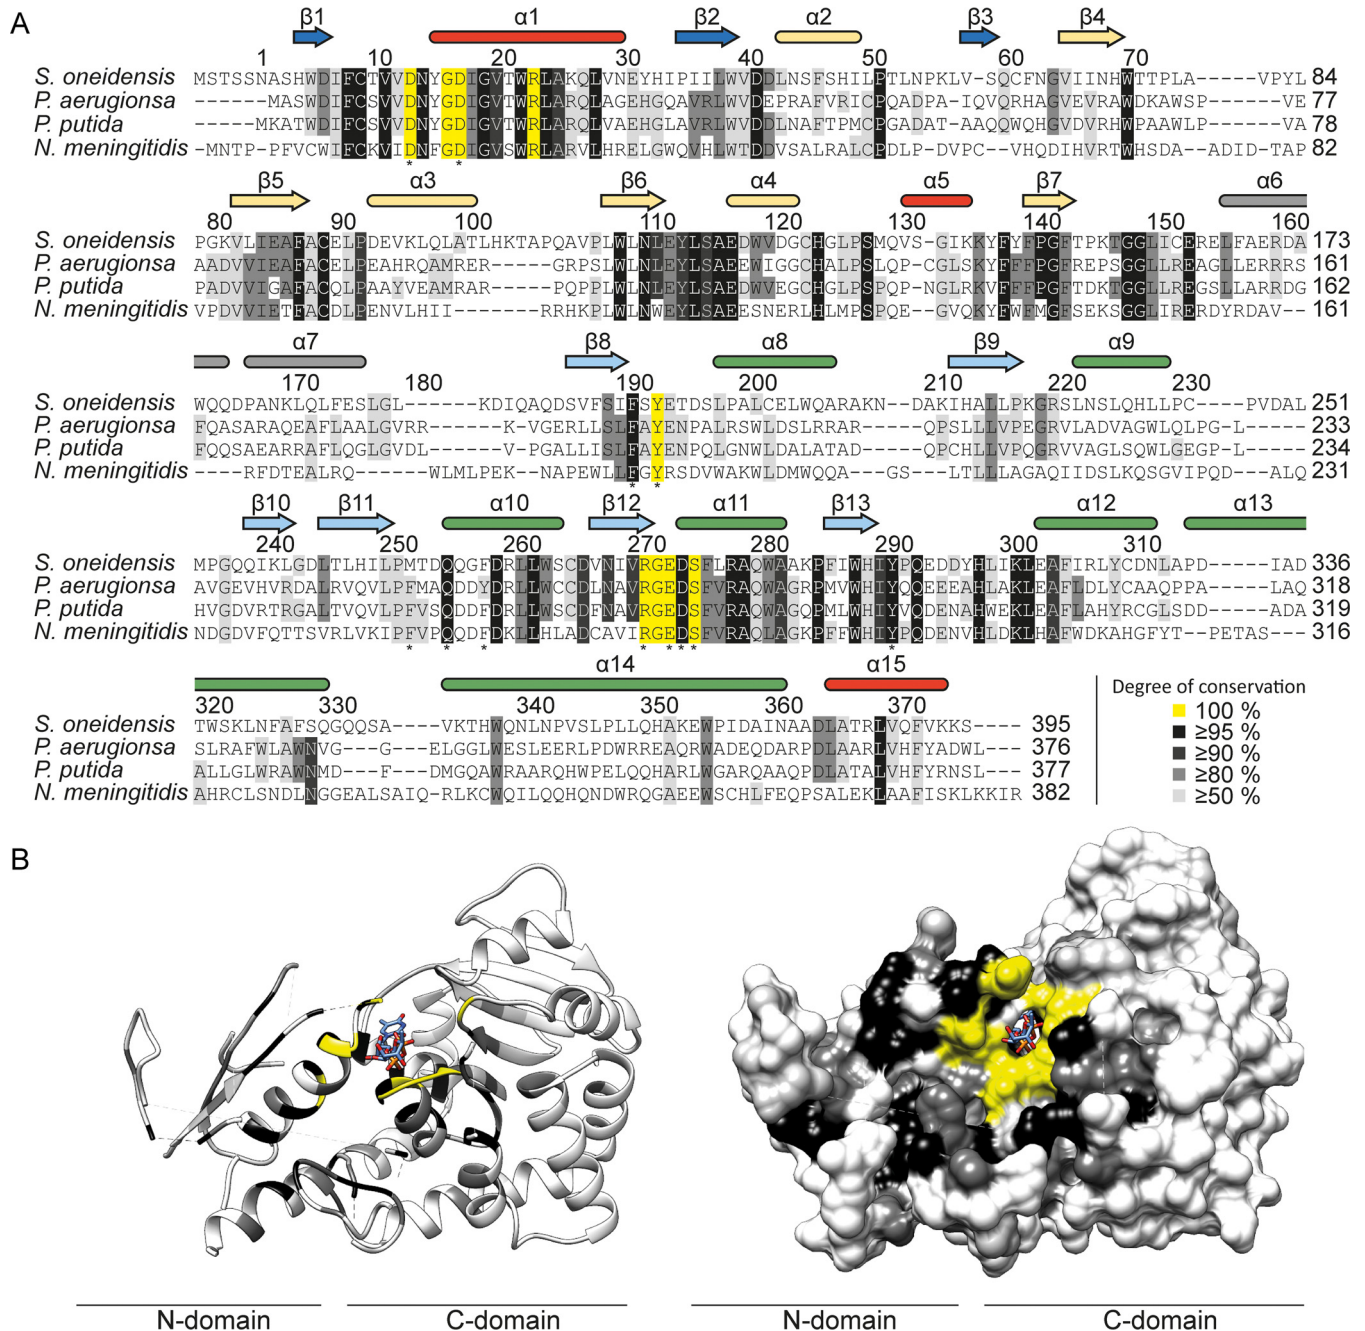 A
β1 α1 β2 α2 β3 β4
1 10 20 30 40 50 60 70
S. oneidensis MSTSSNASHWDIFCTVVDNYGDIGVTWRLAKQLVNEYHIPIILWVDDLNSFSHILPTLNPKLV-SQCFNGVIINHWTTPLA-----VPYL 84
P. aerugionsa ------MASWDIFCSVVDNYGDIGVTWRLARQLAGEHGQAVRLWVDEPRAFVRICPQADPA-IQVQRHAGVEVRAWDKAWSP------VE 77
P. putida -----MKATWDIFCSVVDNYGDIGVTWRLARQLVAEHGLAVRLWVDDLNAFTPMCPGADAT-AAQQWQHGVDVRHWPAAWLP------VA 78
N. meningitidis -MNTP-PFVCWIFCKVIDNFGDIGVSWRLARVLHRELGWQVHLWTDDVSALRALCPDLPDV-PC--VHQDIHVRTWHSDA--ADID-TAP 82
β5 α3 β6 α4 α5 β7 α6
80 90 100 110 120 130 140 150 160
S. oneidensis PGKVLIEAFACELPDEVKLQLATLHKTAPQAVPLWLNLEYLSAEDWVDGCHGLPSMQVS-GIKKYFYFPGFTPKTGGLICERELFAERDA 173
P. aerugionsa AADVVIEAFACELPEAHRQAMRER-----GRPSLWLNLEYLSAEEWIGGCHALPSLQP-CGLSKYFFFPGFREPSGGLLREAGLLERRRS 161
P. putida PADVVIGAFACQLPAAYVEAMRAR-----PQPPLWLNLEYLSAEDWVEGCHGLPSPQP-NGLRKVFFFPGFTDKTGGLLREGSLLARRDG 162
N. meningitidis VPDVVIETFACDLPENVLHII------RRHKPLWLNWEYLSAEESNERLHLMPSPQE--GVQKYFWFMGFSEKSGGLIRERDYRDAV-- 161
α7 β8 α8 β9 α9
170 180 190 200 210 220 230
S. oneidensis WQQDPANKLQLFESLGL------KDIQAQDSVFSLFSYETDSLPALCELWQARAKN--DAKIHALLPKGRSLNSLQHLLPC----PVDAL 251
P. aerugionsa FQASARAQEAFLAALGVRR------K-VGERLLSLFAYENPALRSWLDSLRRAR----QPSLLLVPEGRVLADVAGWLQLPG-L------ 233
P. putida FQQSAEARRAFLQGLGVDL------V-PGALLISLFAYENPQLGNWLDALATAD----QPCHLLVPQGRVVAGLSQWLGEGP-L------ 234
N. meningitidis ----RFDTEALRQ------WLMLPEK--NAPEWLLFGYRSDVWAKWLDMWQQA---GS--LTLLLAGAQIIDSLKQSGVIPQD----ALQ 231
β10 β11 α10 β12 α11 β13 α12 α13
240 250 260 270 280 290 300 310
S. oneidensis MPGQQIKLGDLTLHILPMTDQQGFDRLLWSCDVNIVRGEDSFLRAQWAAKPFIWHIYPQEDDYHLIKLEAFIRLYCDNLAPD-----IAD 336
P. aerugionsa AVGEVHVRGALRVQVLPFVAQDDFDRLLWSCDLNAVRGEDSFVRAQWAGRPMVWHIYQQEEEAHLAKLEAFLDLYCAAQPPA-----LAQ 318
P. putida HVGDVRTRGALTVQVLPFVSQDDFDRLLWSCDFNAVRGEDSFVRAQWAGQPMLWHIYVQDENAHWEKLEAFLAHYRCGLSDD-----ADA 319
N. meningitidis NDGDVFQTTSVRLVKIPFVPQQDFDKLLHLADCAVIRGEDSFVRAQLAGKPFFWHIYPQDENVHLDKLHAFWDKAHGFYT--PETAS--- 316
α14 α15
320 330 340 350 360 370
S. oneidensis TWSKLNFAFSQGQQSA----VKTHWQNLNPVSLPLLQHAKEWPIDAINAADIATRLVQFVKKS---- 395
P. aerugionsa SLRAFWLAWNVG---G----ELGGLWESLEERLPDWRREAQRWADEQDARPDLAARLVHFYADWL--- 376
P. putida ALLGLWRAWNMD---F----DMGQAWRAARQHWPELQQHARLWGARQAAQPDLATALVHFYRNSL--- 377
N. meningitidis AHRCLSNDLNGGEALSAIQ-RLKCWQILQQHQNDWRQGAEEWSCHLFEQPSALEKLAAFISKLKKIR 382
Degree of conservation
100 %
≥95 %
≥90 %
≥80 %
≥50 %
B
N-domain C-domain N-domain C-domain